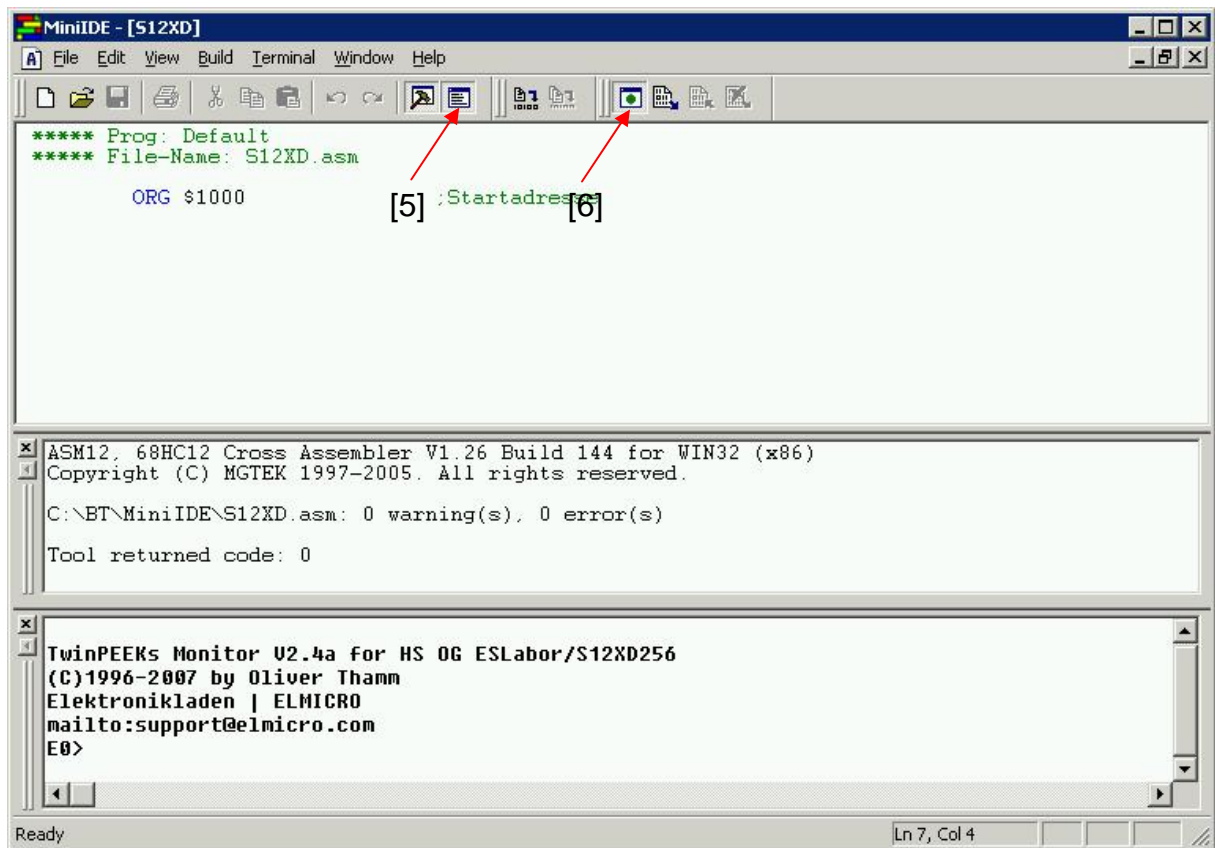 MiniIDE - [S12XD]
File Edit View Build Terminal Window Help
***** Prog: Default
***** File-Name: S12XD.asm
ORG $1000 ;Startadresse
[5] [6]
ASM12, 68HC12 Cross Assembler V1.26 Build 144 for WIN32 (x86)
Copyright (C) MGTEK 1997-2005. All rights reserved.
C:\BT\MiniIDE\S12XD.asm: 0 warning(s), 0 error(s)
Tool returned code: 0
TwinPEEKs Monitor V2.4a for HS OG ESLabor/S12XD256
(C)1996-2007 by Oliver Thamm
Elektronikladen | ELMICRO
mailto:support@elmicro.com
E0>
Ready Ln 7, Col 4